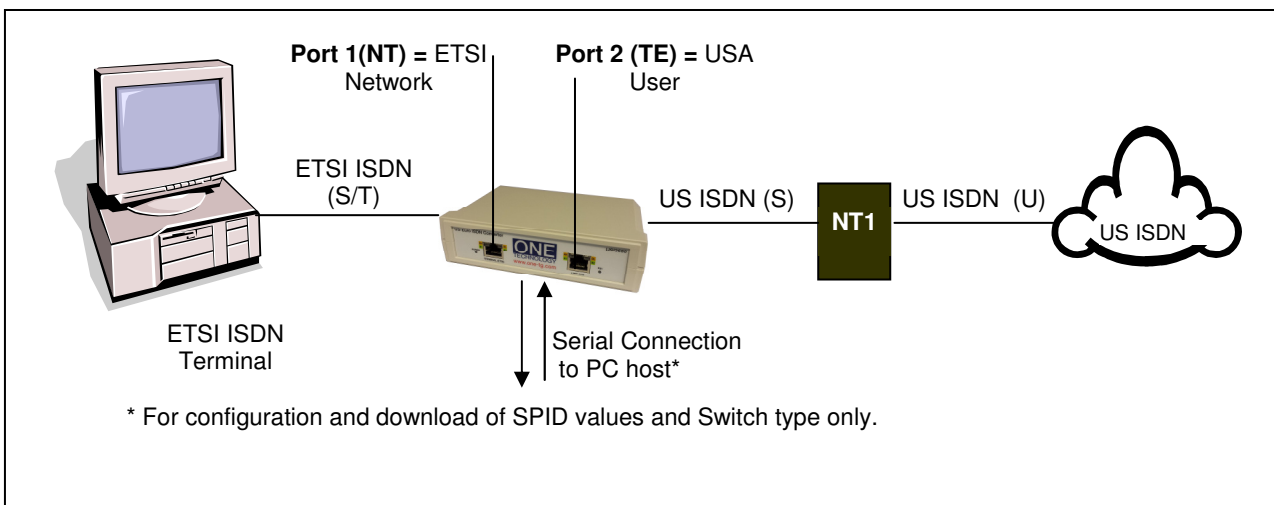 Port 1(NT) = ETSI
Network
Port 2 (TE) = USA
User
ETSI ISDN
(S/T)
US ISDN (S)
NT1
US ISDN (U)
US ISDN
ONE
TECHNOLOGY
www.one-tg.com
ETSI ISDN
Terminal
Serial Connection
to PC host*
* For configuration and download of SPID values and Switch type only.